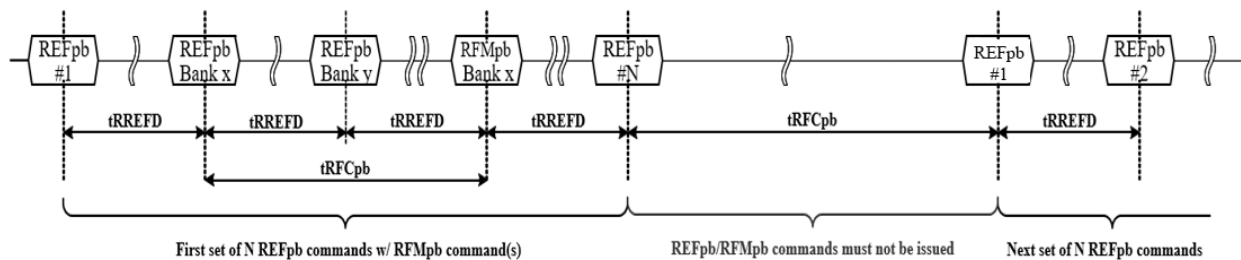 REFpb
#1
REFpb
Bank x
REFpb
Bank y
RFMpb
Bank x
REFpb
#N
REFpb
#1
REFpb
#2
tRREFD
tRREFD
tRREFD
tRREFD
tRFCpb
tRREFD
tRFCpb
First set of N REFpb commands w/ RFMpb command(s)
REFpb/RFMpb commands must not be issued
Next set of N REFpb commands